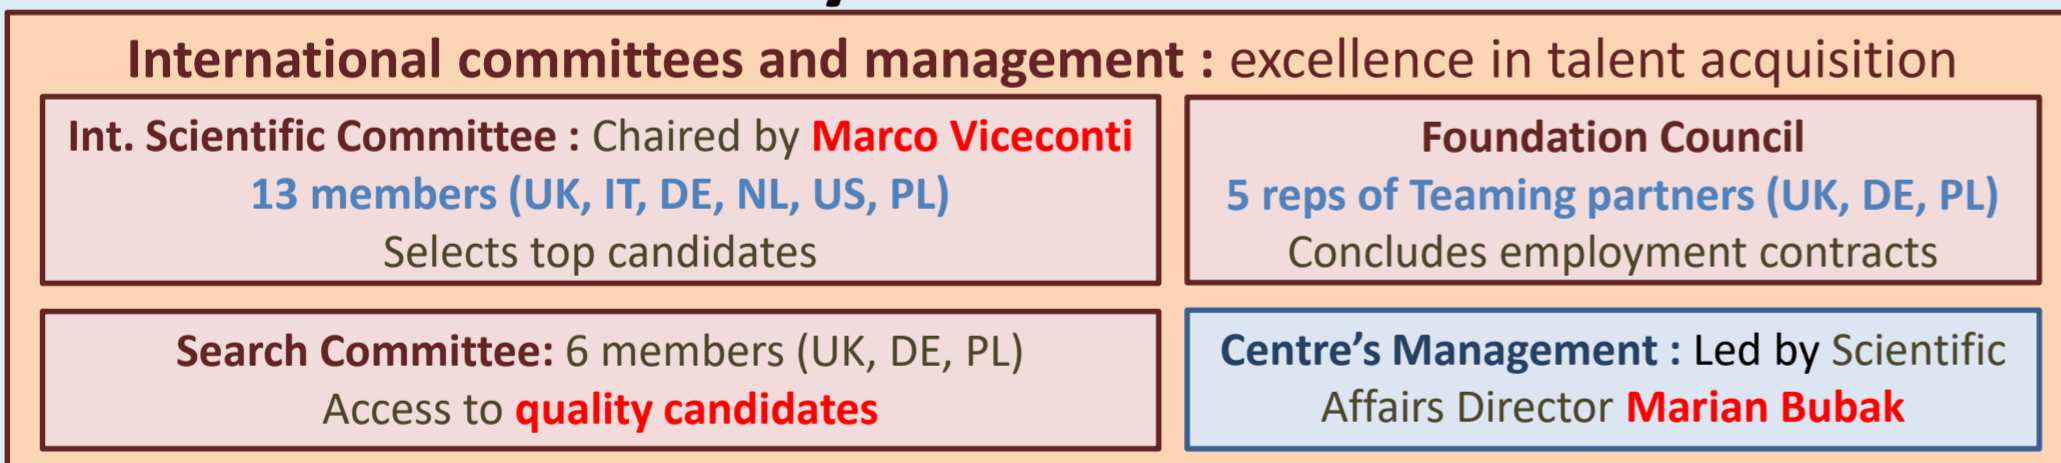 International committees and management : excellence in talent acquisition
Int. Scientific Committee : Chaired by Marco Viceconti
13 members (UK, IT, DE, NL, US, PL)
Selects top candidates
Foundation Council
5 reps of Teaming partners (UK, DE, PL)
Concludes employment contracts
Search Committee: 6 members (UK, DE, PL)
Access to quality candidates
Centre’s Management : Led by Scientific
Affairs Director Marian Bubak